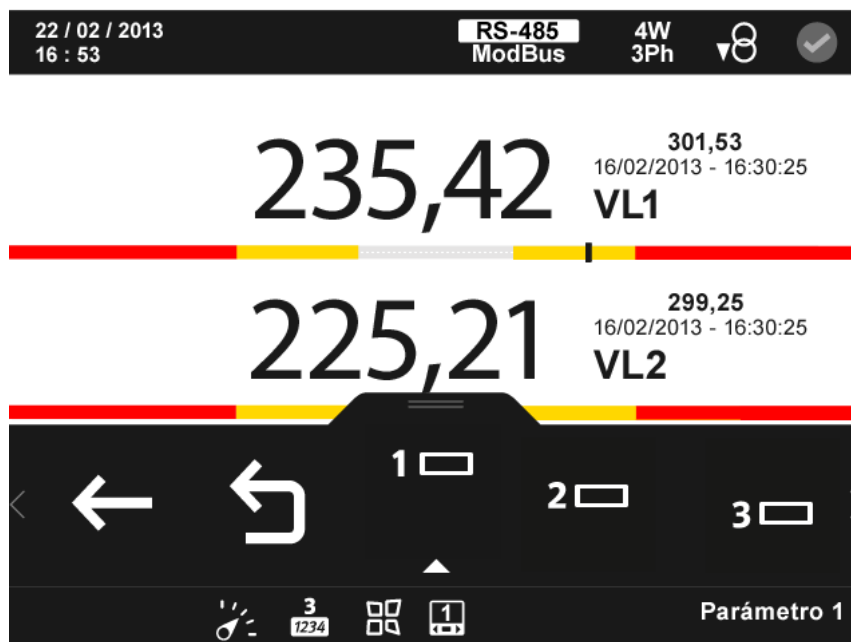 22 / 02 / 2013
16 : 53
RS-485
ModBus
4W
3Ph
235,42
301,53
16/02/2013 - 16:30:25
VL1
225,21
299,25
16/02/2013 - 16:30:25
VL2
1
2
3
3
1234
1
Parámetro 1